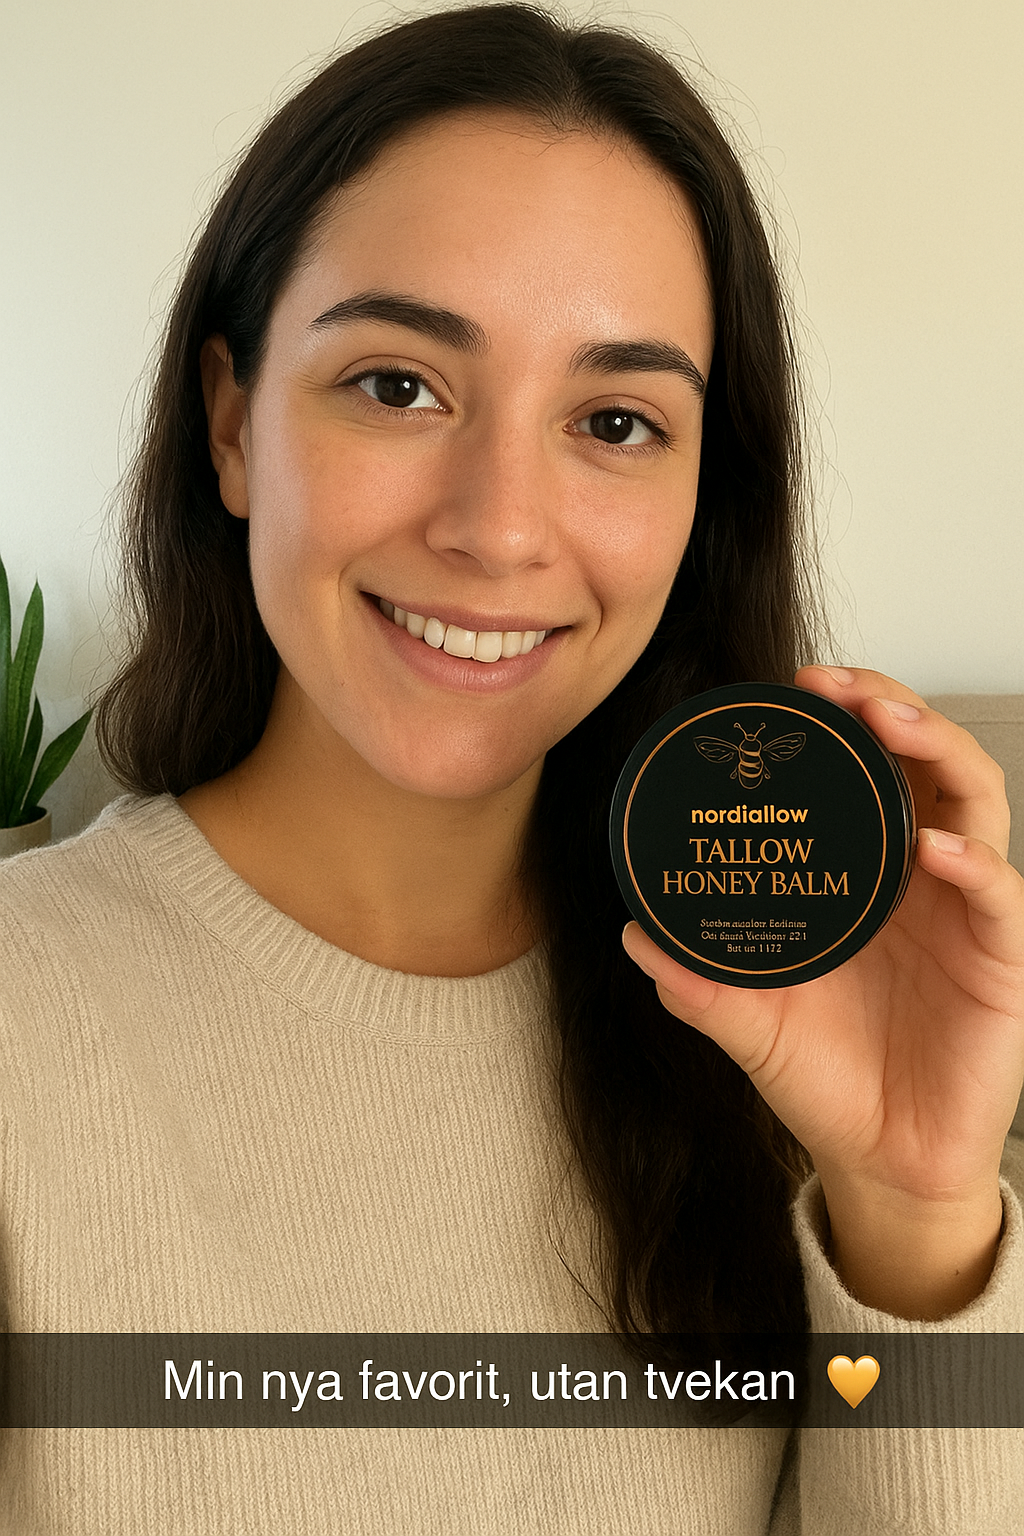 nordiallow
TALLOW
HONEY BALM
Min nya favorit, utan tvekan 🧡